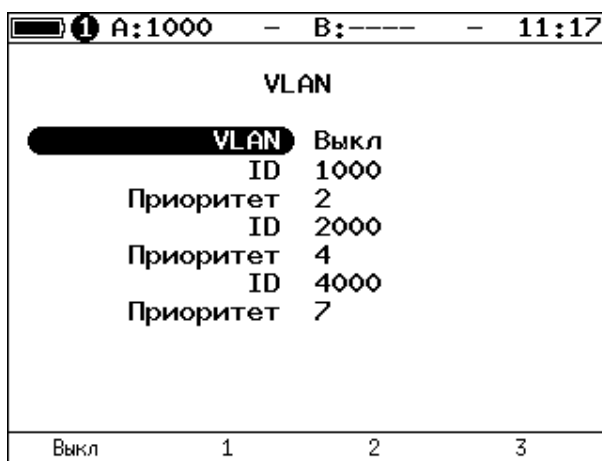 1 A:1000 – B:---- – 11:17
VLAN
VLAN Выкл
ID 1000
Приоритет 2
ID 2000
Приоритет 4
ID 4000
Приоритет 7
Выкл 1 2 3